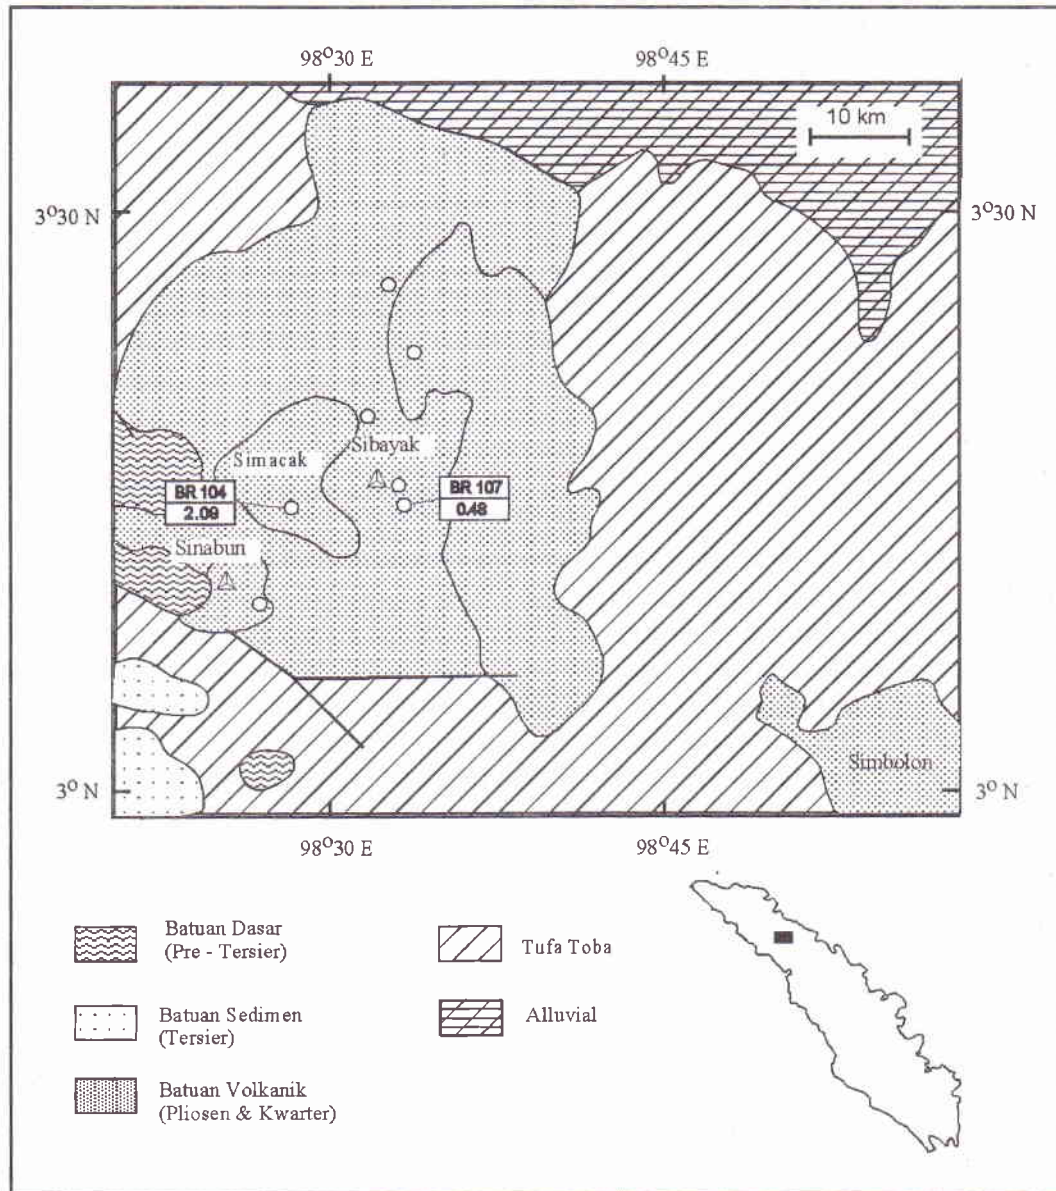 98°30 E
98°45 E
10 km
3°30 N
3°30 N
Sibayak
Simacak
BR 104
2.09
BR 107
0.48
Sinabun
Simbolon
3° N
3° N
98°30 E
98°45 E
Batuan Dasar
(Pre - Tersier)
Tufa Toba
Batuan Sedimen
(Tersier)
Alluvial
Batuan Volkanik
(Pliosen & Kwarter)